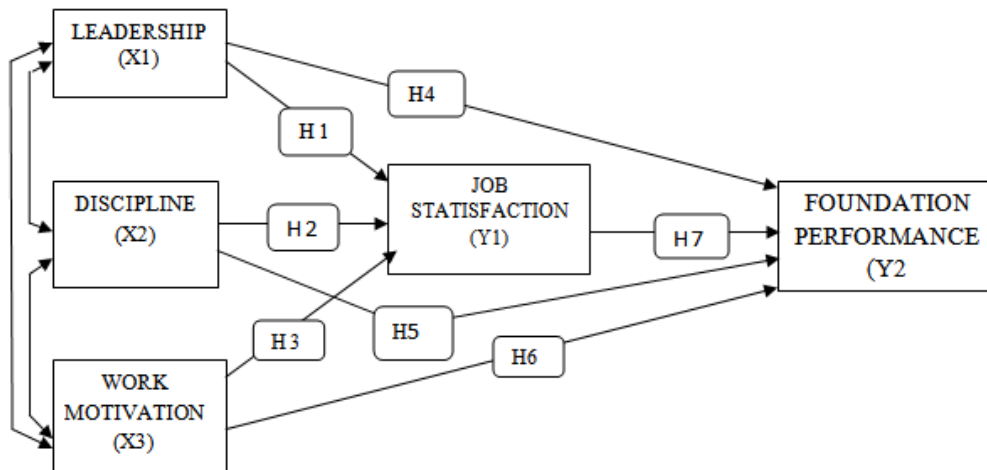 LEADERSHIP
(X1)
H4
H 1
DISCIPLINE
(X2)
H 2
JOB
STATISFACTION
(Y1)
H7
FOUNDATION
PERFORMANCE
(Y2
H 3
H5
H6
WORK
MOTIVATION
(X3)